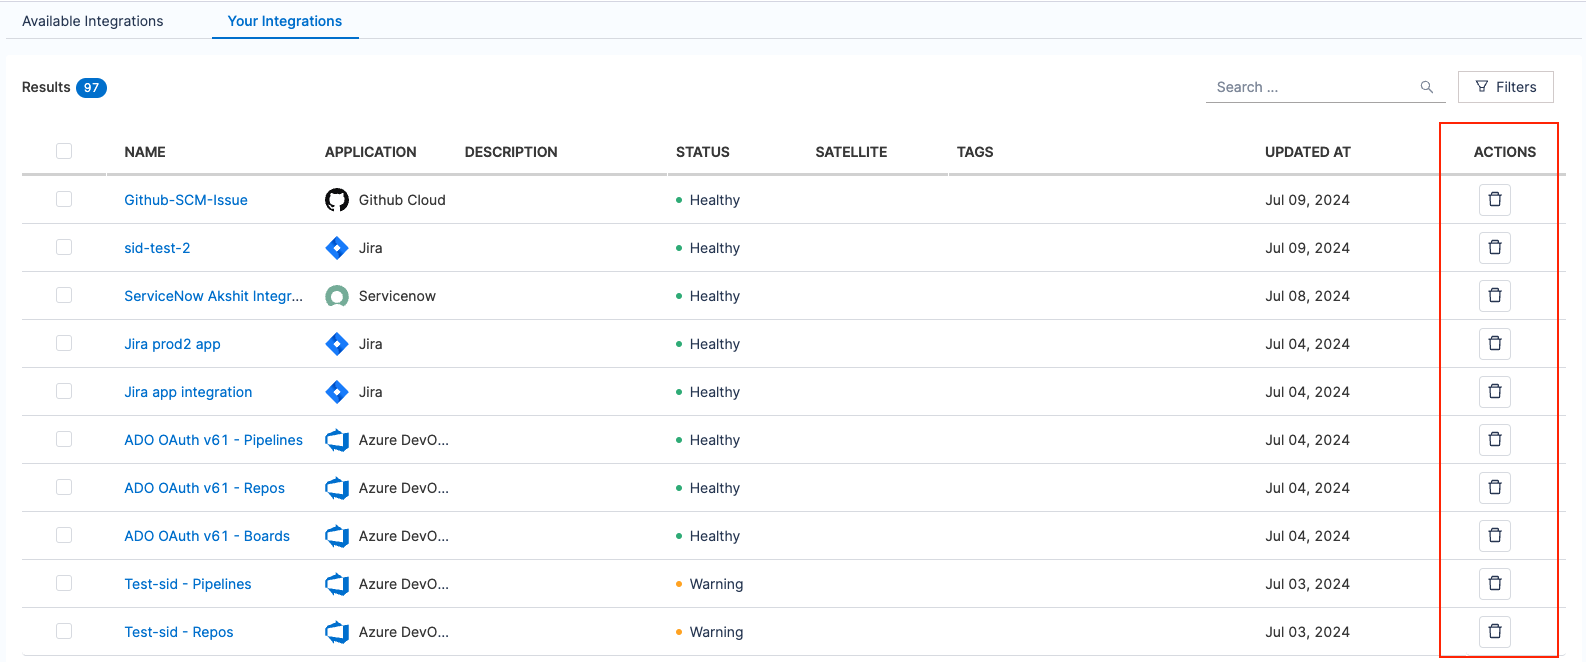 Available Integrations Your Integrations
Results 97 Search ... Filters
NAME APPLICATION DESCRIPTION STATUS SATELLITE TAGS UPDATED AT ACTIONS
Github-SCM-Issue Github Cloud Healthy Jul 09, 2024
sid-test-2 Jira Healthy Jul 09, 2024
ServiceNow Akshit Integr... Servicenow Healthy Jul 08, 2024
Jira prod2 app Jira Healthy Jul 04, 2024
Jira app integration Jira Healthy Jul 04, 2024
ADO OAuth v61 - Pipelines Azure DevO... Healthy Jul 04, 2024
ADO OAuth v61 - Repos Azure DevO... Healthy Jul 04, 2024
ADO OAuth v61 - Boards Azure DevO... Healthy Jul 04, 2024
Test-sid - Pipelines Azure DevO... Warning Jul 03, 2024
Test-sid - Repos Azure DevO... Warning Jul 03, 2024